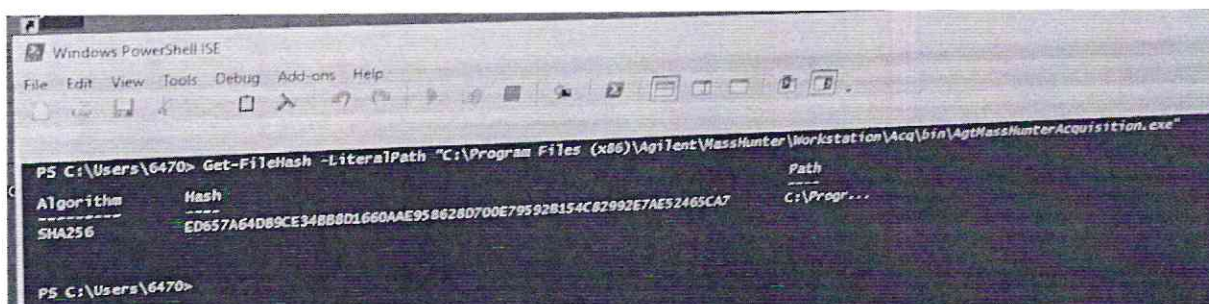 Windows PowerShell ISE
File Edit View Tools Debug Add-ons Help
PS C:\Users\6470> Get-FileHash -LiteralPath "C:\Program Files (x86)\Agilent\MassHunter\Workstation\Acq\bin\AgtMassHunterAcquisition.exe"
Algorithm Hash Path
--------- ---- ----
SHA256 ED657A64D89CE34BB8D1660AAE958628D700E795928154C82992E7AE52465CA7 C:\Progr...
PS C:\Users\6470>